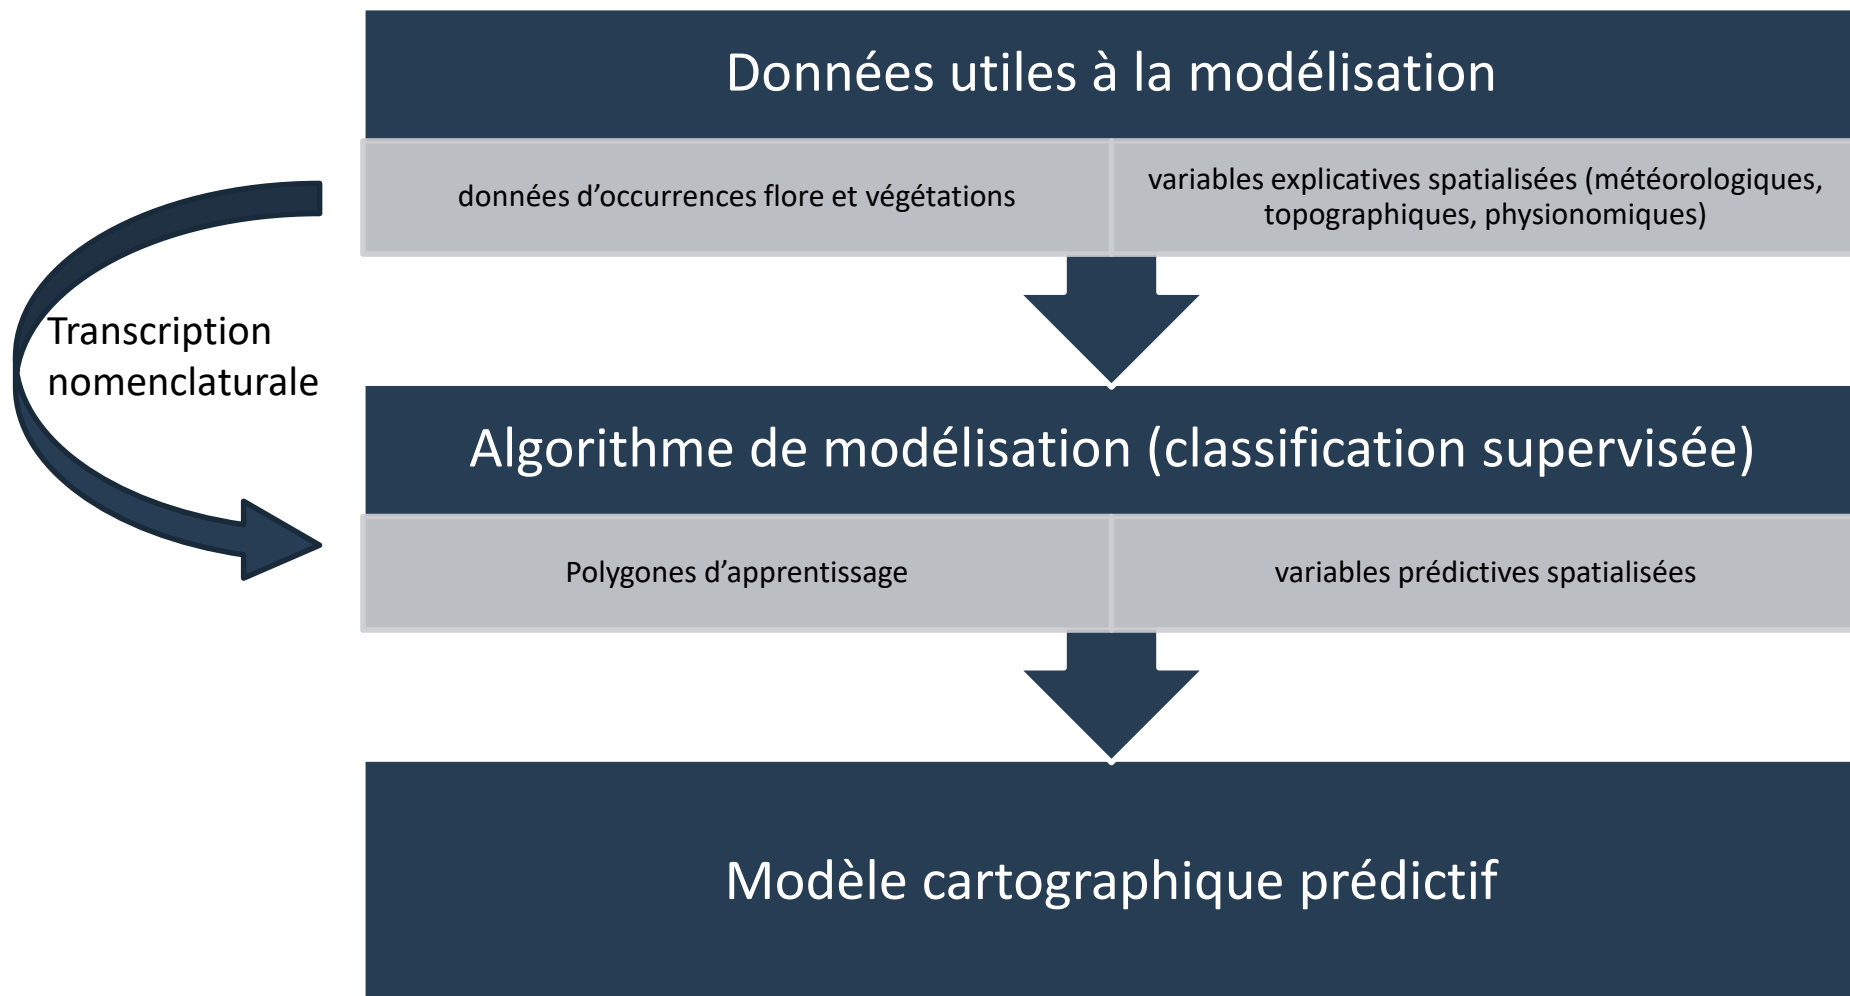 Données utiles à la modélisation
données d’occurrences flore et végétations
variables explicatives spatialisées (météorologiques,
topographiques, physionomiques)
Transcription
nomenclaturale
Algorithme de modélisation (classification supervisée)
Polygones d’apprentissage
variables prédictives spatialisées
Modèle cartographique prédictif